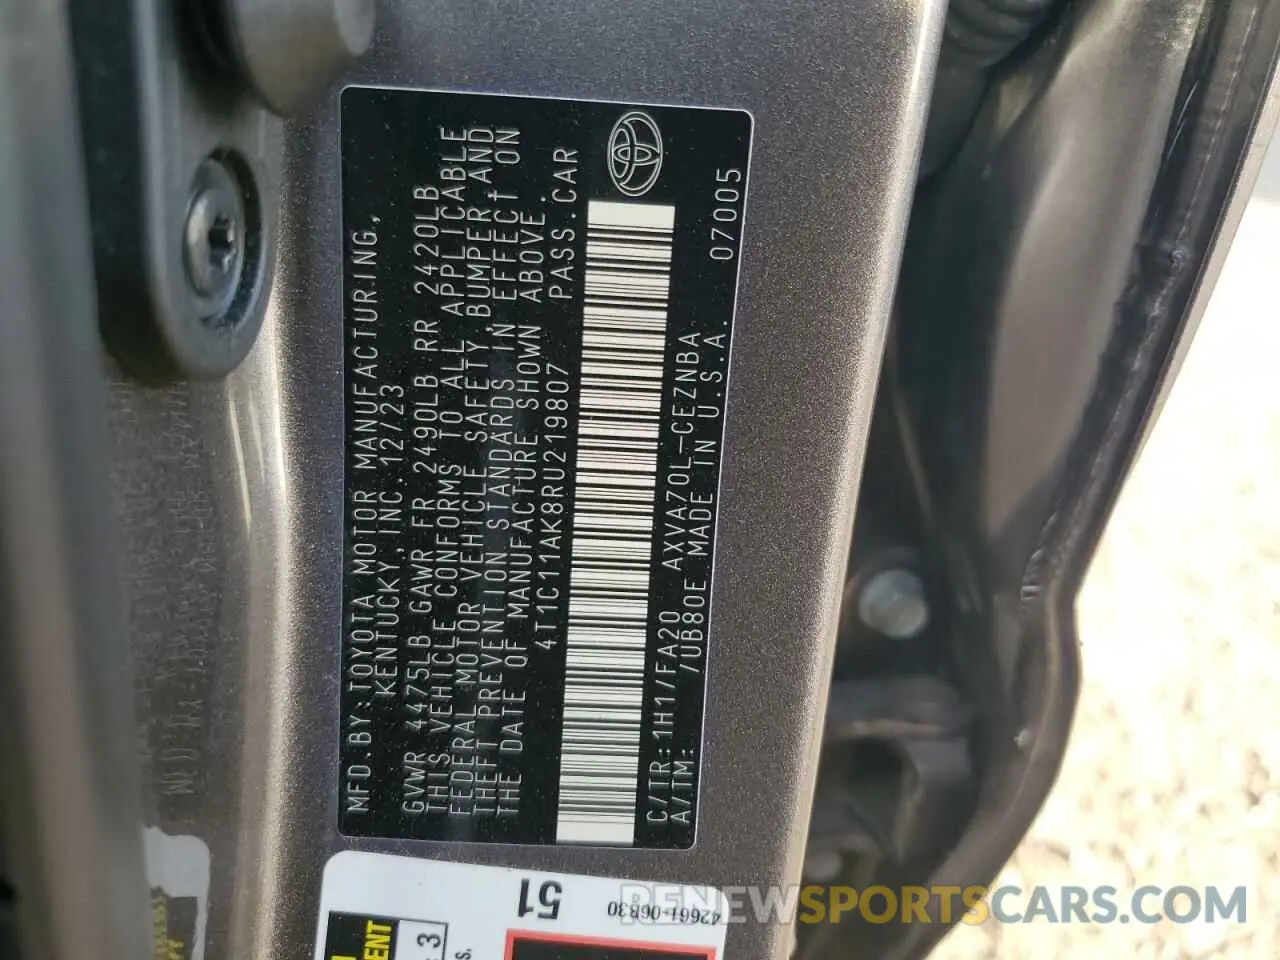 MFD.BY:TOYOTA MOTOR MANUFACTURING,
KENTUCKY,INC.12/23
GVWR 4475LB GAWR FR 2490LB RR 2420LB
THIS VEHICLE CONFORMS TO ALL APPLICABLE
FEDERAL MOTOR VEHICLE SAFETY,BUMPER,AND
THEFT PREVENTION STANDARDS IN EFFECT ON
THE DATE OF MANUFACTURE SHOWN ABOVE.
4T1C11AK8RU219807 PASS.CAR
C/TR:1H17/FA20 AXVA70L-CEZNBA
A/TM: /UB80E MADE IN U.S.A. 07005
51
42661-06B30
3
RENEWSPORTSCARS.COM